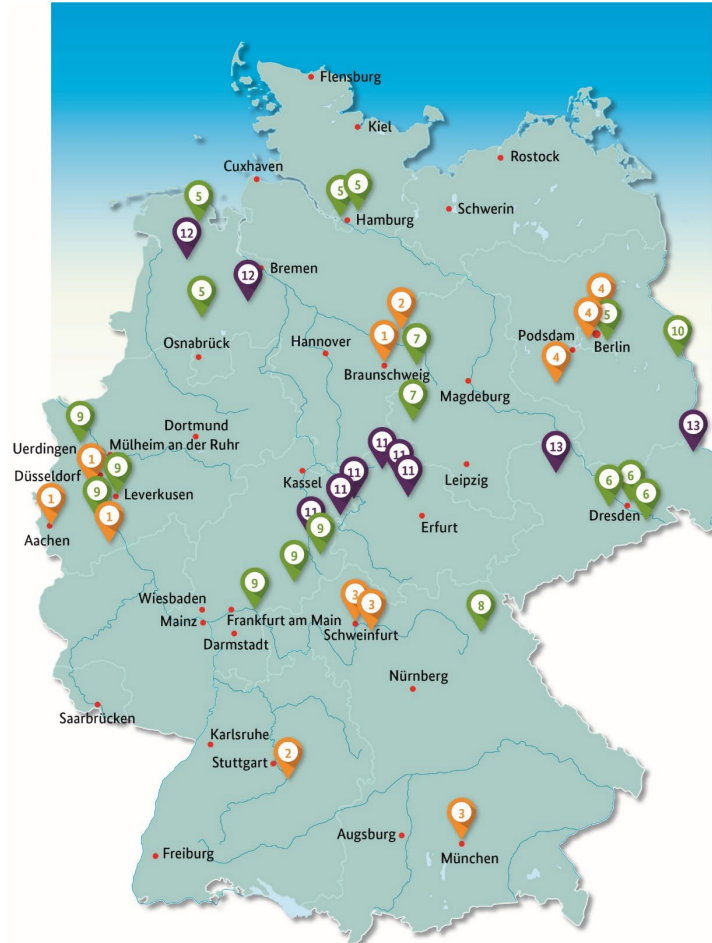 Flensburg
Kiel
Rostock
Cuxhaven
5
5
5
Schwerin
Hamburg
12
Bremen
12
4
5
2
4
5
10
1
7
Podsdam
Berlin
Osnabrück
Hannover
4
Braunschweig
Magdeburg
7
9
Dortmund
13
Uerdingen
Mülheim an der Ruhr
11
13
1
9
11
Düsseldorf
Kassel
11
11
Leipzig
6
6
9
Leverkusen
11
6
1
11
Dresden
1
9
Erfurt
Aachen
9
9
Wiesbaden
3
3
8
Mainz
Frankfurt am Main
Schweinfurt
Darmstadt
Nürnberg
Saarbrücken
Karlsruhe
2
Stuttgart
3
Augsburg
Freiburg
München